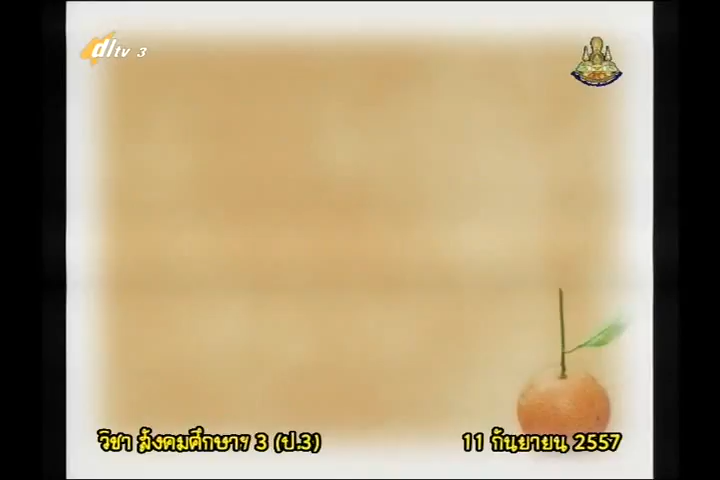 dltv 3
วิชา สังคมศึกษาฯ 3 (ป.3)
11 กันยายน 2557